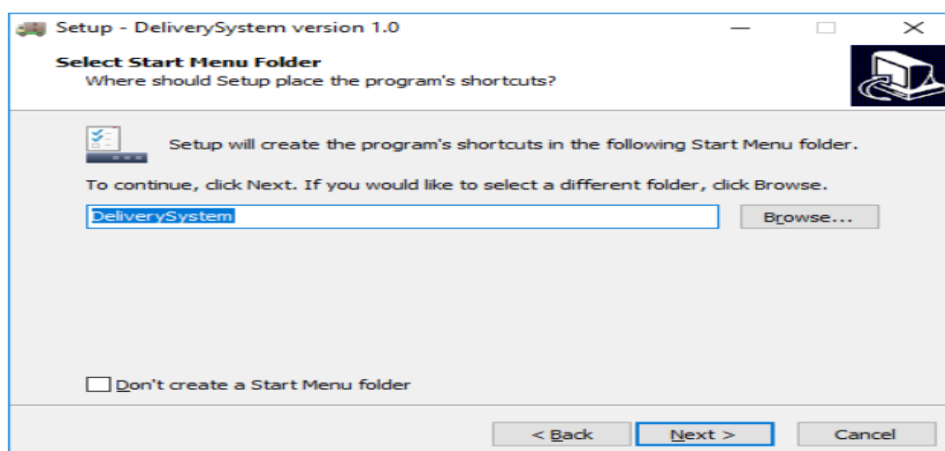 Setup - DeliverySystem version 1.0
Select Start Menu Folder
Where should Setup place the program's shortcuts?
Setup will create the program's shortcuts in the following Start Menu folder.
To continue, click Next. If you would like to select a different folder, click Browse.
DeliverySystem
Browse...
Don't create a Start Menu folder
< Back
Next >
Cancel